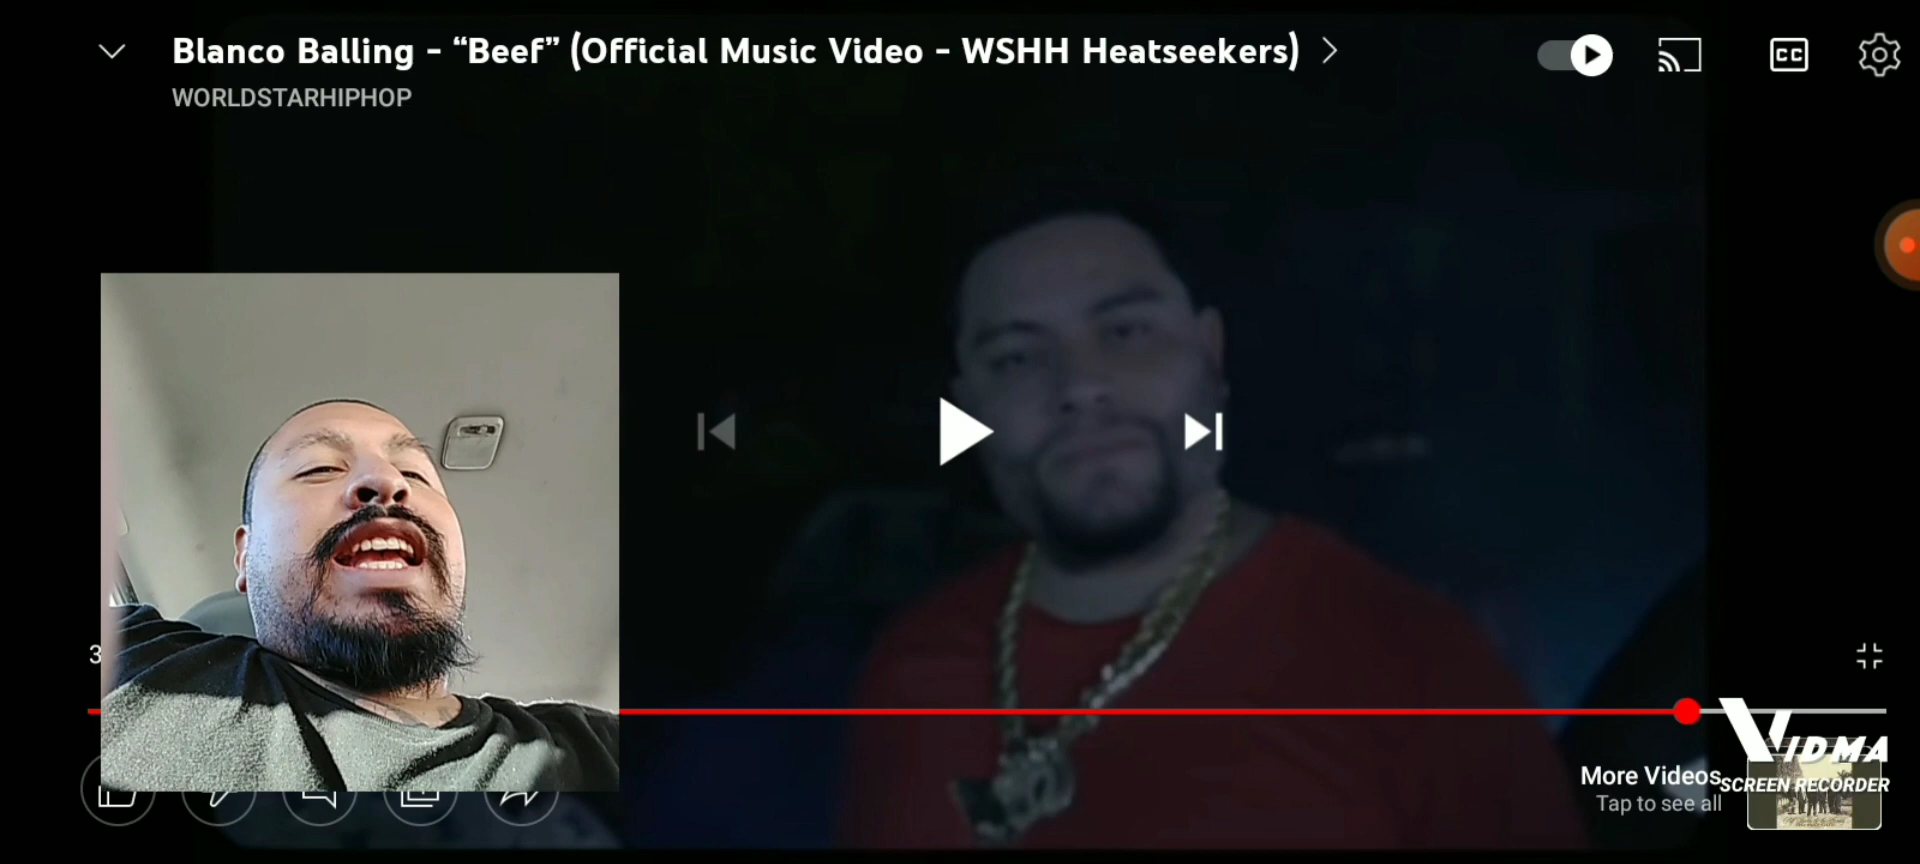 Blanco Balling - “Beef” (Official Music Video - WSHH Heatseekers)
WORLDSTARHIPHOP
CC
3
More Videos
Tap to see all
VIDMA
SCREEN RECORDER